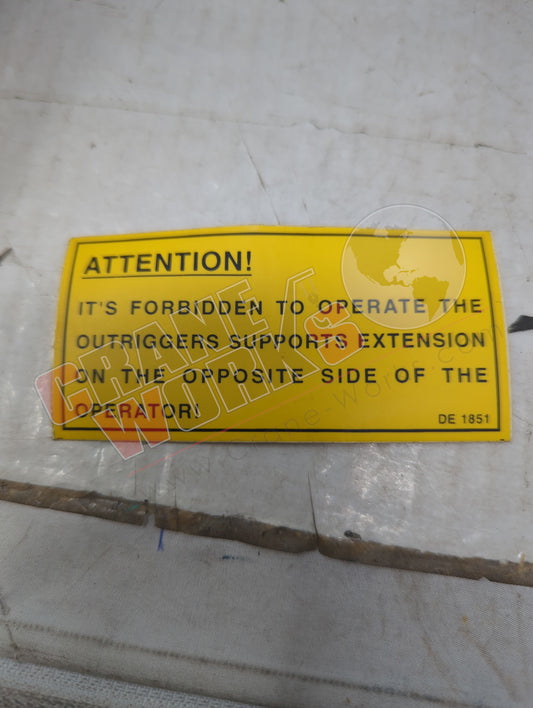 ATTENTION!
IT'S FORBIDDEN TO OPERATE THE
OUTRIGGERS SUPPORTS EXTENSION
ON THE OPPOSITE SIDE OF THE
OPERATOR!
DE 1851
CRANE
WORKS
www.crane-works.com